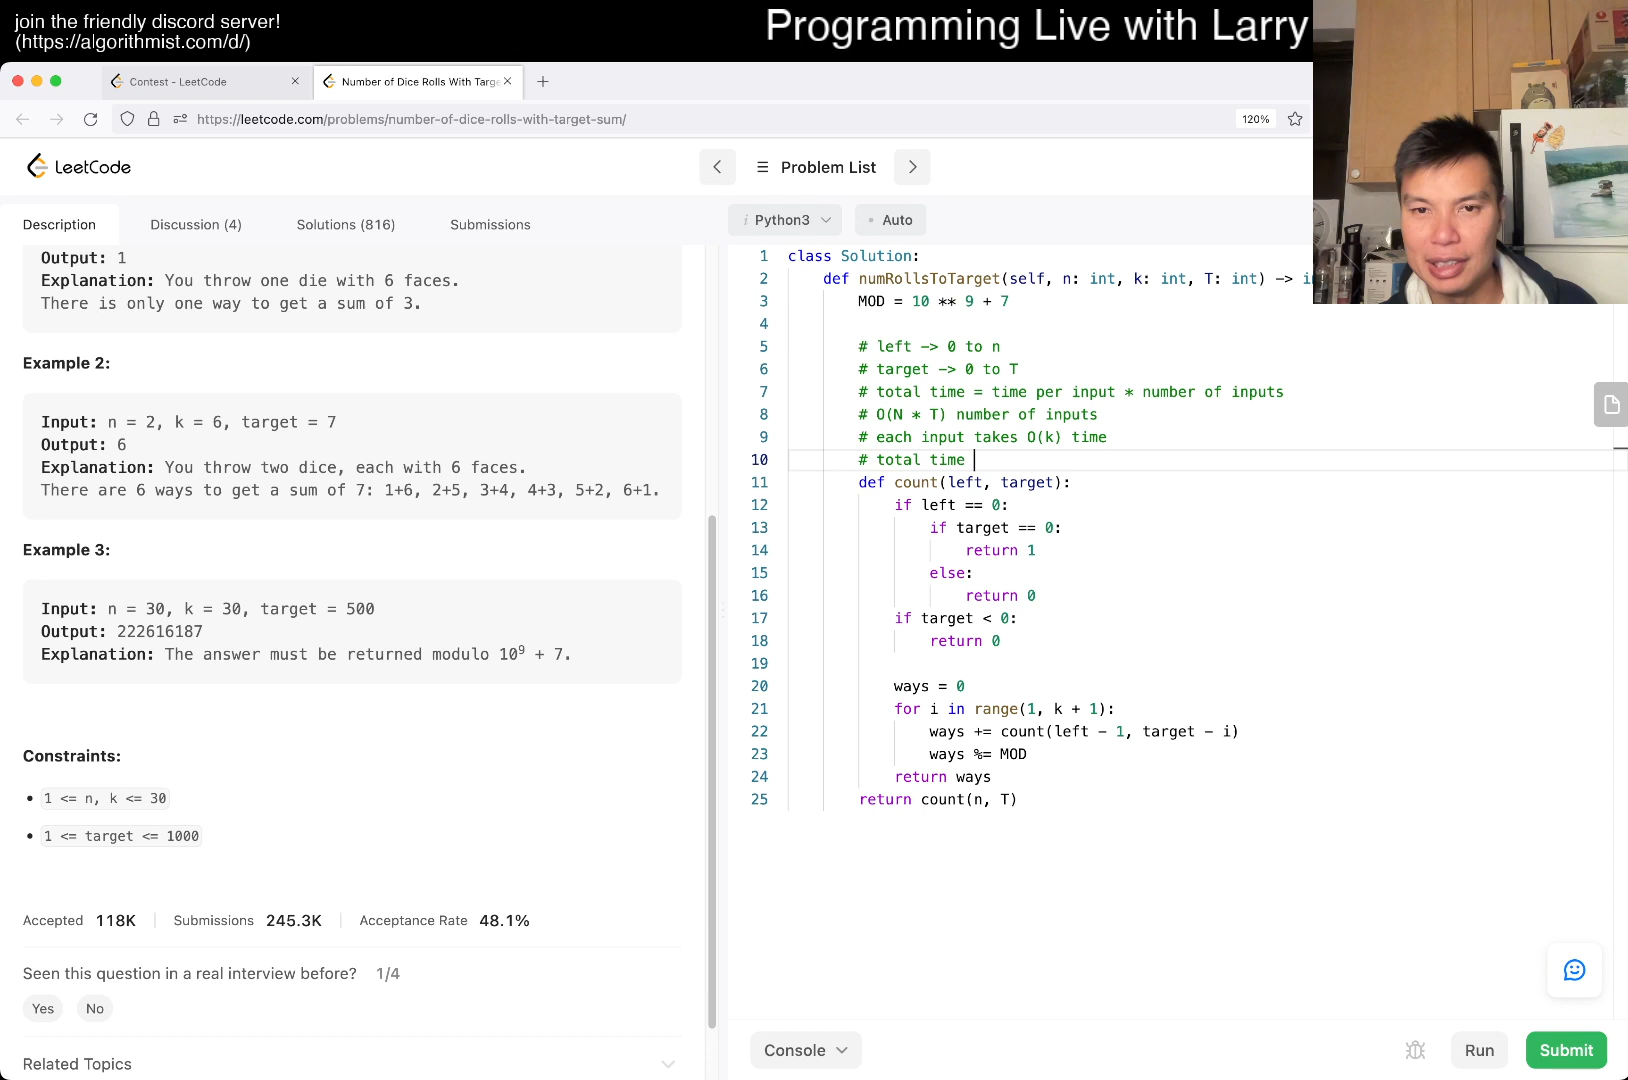 join the friendly discord server!
(https://algorithmist.com/d/)
Programming Live with Larry
Contest - LeetCode
Number of Dice Rolls With Targe
https://leetcode.com/problems/number-of-dice-rolls-with-target-sum/
120%
LeetCode
Problem List
Description
Discussion (4)
Solutions (816)
Submissions
Output: 1
Explanation: You throw one die with 6 faces.
There is only one way to get a sum of 3.
Example 2:
Input: n = 2, k = 6, target = 7
Output: 6
Explanation: You throw two dice, each with 6 faces.
There are 6 ways to get a sum of 7: 1+6, 2+5, 3+4, 4+3, 5+2, 6+1.
Example 3:
Input: n = 30, k = 30, target = 500
Output: 222616187
Explanation: The answer must be returned modulo 10⁹ + 7.
Constraints:
• 1 <= n, k <= 30
• 1 <= target <= 1000
Accepted 118K
Submissions 245.3K
Acceptance Rate 48.1%
Seen this question in a real interview before? 1/4
Yes
No
Related Topics
i Python3
• Auto
1 class Solution:
2 def numRollsToTarget(self, n: int, k: int, T: int) -> in
3 MOD = 10 ** 9 + 7
4
5 # left -> 0 to n
6 # target -> 0 to T
7 # total time = time per input * number of inputs
8 # O(N * T) number of inputs
9 # each input takes O(k) time
10 # total time
11 def count(left, target):
12 if left == 0:
13 if target == 0:
14 return 1
15 else:
16 return 0
17 if target < 0:
18 return 0
19
20 ways = 0
21 for i in range(1, k + 1):
22 ways += count(left - 1, target - i)
23 ways %= MOD
24 return ways
25 return count(n, T)
Console
Run
Submit